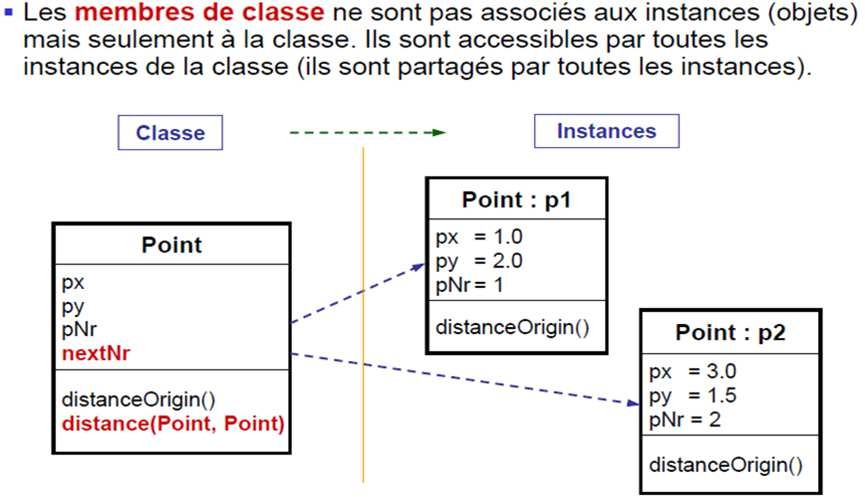 ▪ Les membres de classe ne sont pas associés aux instances (objets)
mais seulement à la classe. Ils sont accessibles par toutes les
instances de la classe (ils sont partagés par toutes les instances).
Classe
Instances
Point
px
py
pNr
nextNr
distanceOrigin()
distance(Point, Point)
Point : p1
px = 1.0
py = 2.0
pNr = 1
distanceOrigin()
Point : p2
px = 3.0
py = 1.5
pNr = 2
distanceOrigin()